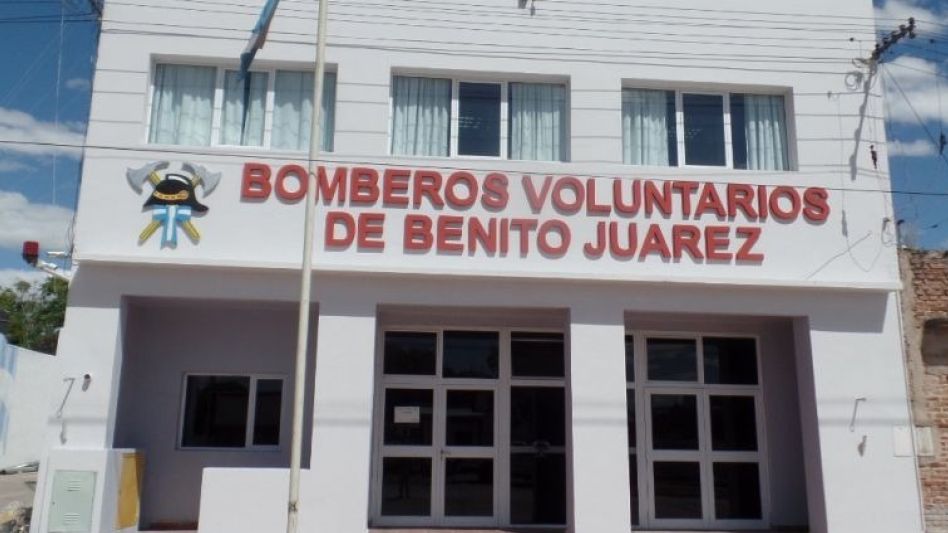 BOMBEROS VOLUNTARIOS
DE BENITO JUAREZ